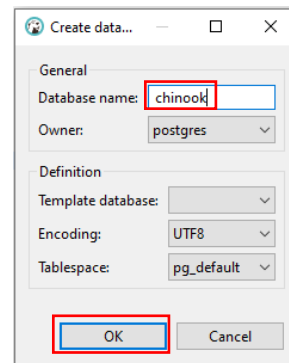 Create data...
General
Database name: chinook
Owner: postgres
Definition
Template database:
Encoding: UTF8
Tablespace: pg_default
OK Cancel